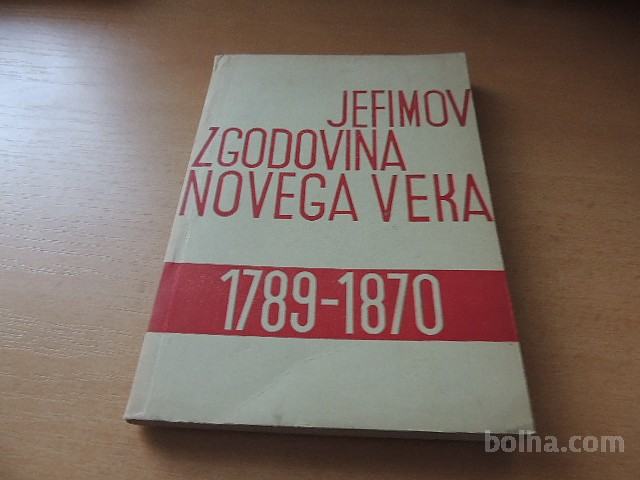 JEFIMOV
ZGODOVINA
NOVEGA VEKA
1789-1870
bolha.com